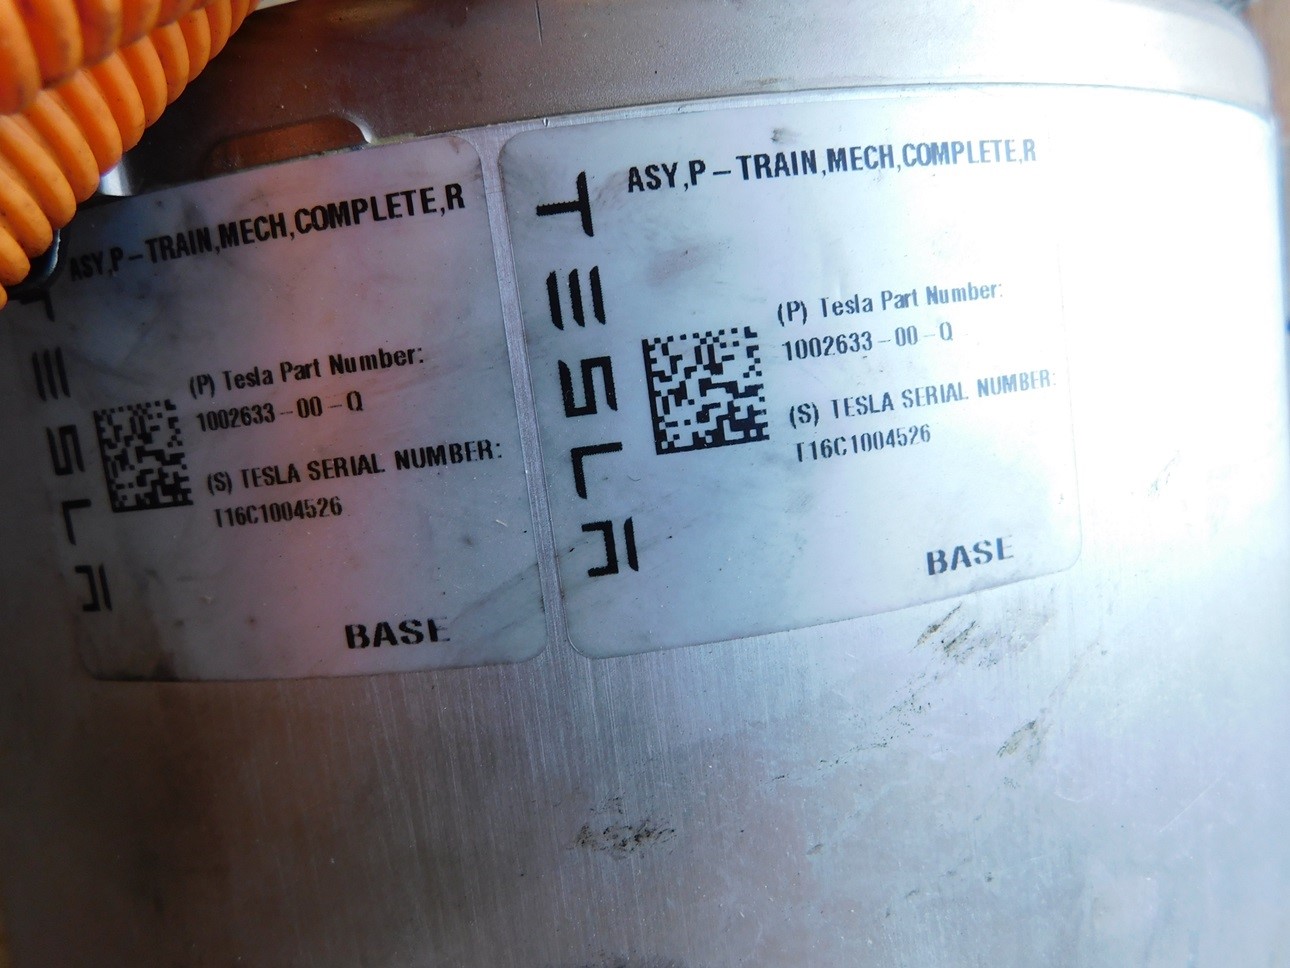 ASY,P-TRAIN,MECH,COMPLETE,R
TESLA
(P) Tesla Part Number:
1002633-00-Q
(S) TESLA SERIAL NUMBER:
T16C1004526
BASE
ASY,P-TRAIN,MECH,COMPLETE,R
TESLA
(P) Tesla Part Number:
1002633-00-Q
(S) TESLA SERIAL NUMBER:
T16C1004526
BASE